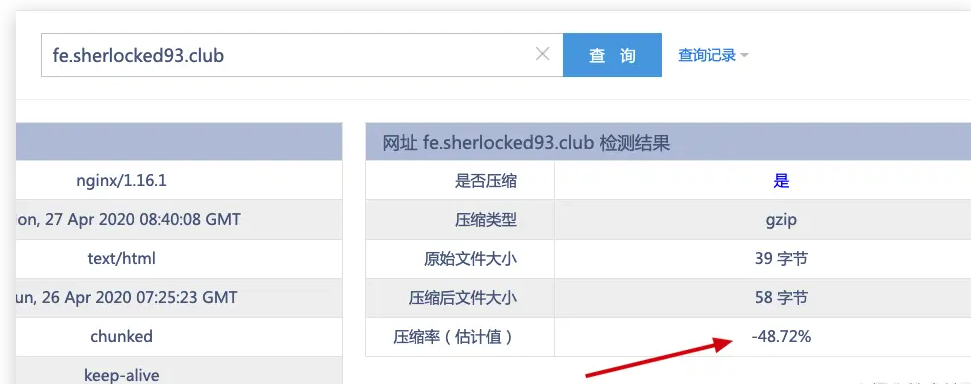 fe.sherlocked93.club
查 询
查询记录
nginx/1.16.1
on, 27 Apr 2020 08:40:08 GMT
text/html
un, 26 Apr 2020 07:25:23 GMT
chunked
keep-alive
网址 fe.sherlocked93.club 检测结果
是否压缩 是
压缩类型 gzip
原始文件大小 39 字节
压缩后文件大小 58 字节
压缩率（估计值） -48.72%